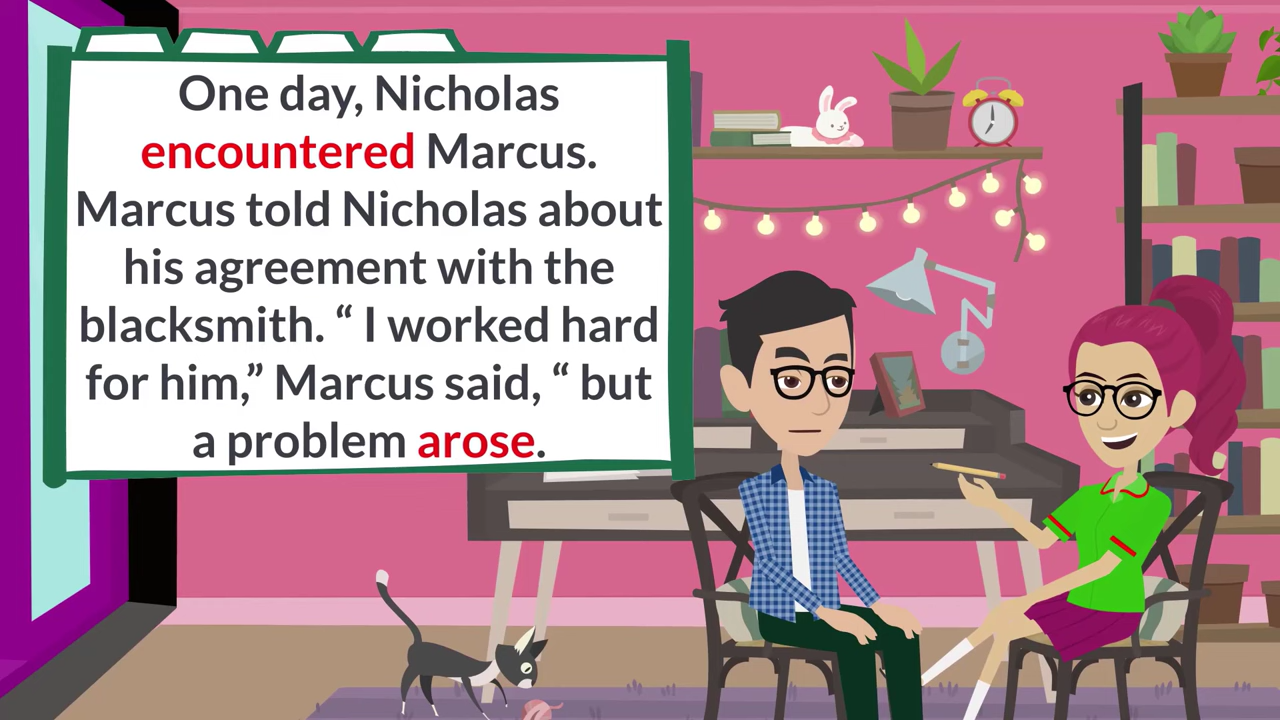 One day, Nicholas
encountered Marcus.
Marcus told Nicholas about
his agreement with the
blacksmith. “ I worked hard
for him,” Marcus said, “ but
a problem arose.